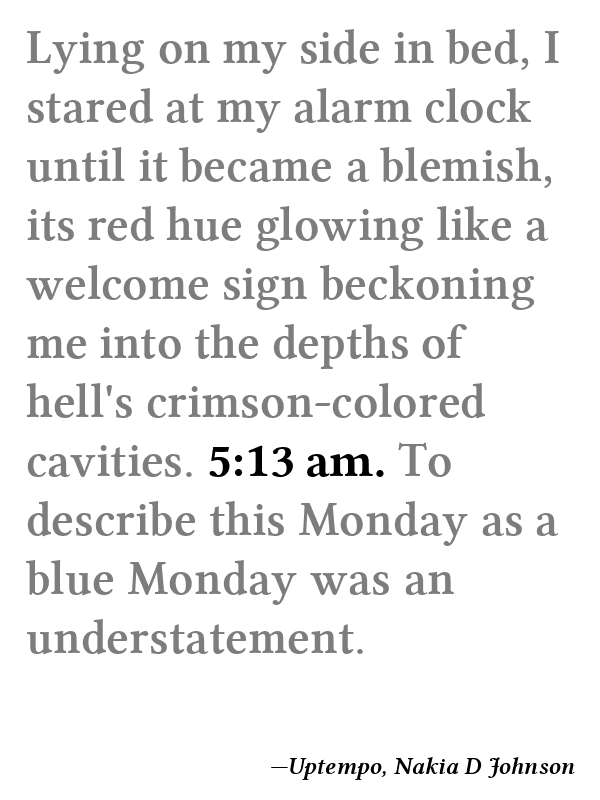 Lying on my side in bed, I
stared at my alarm clock
until it became a blemish,
its red hue glowing like a
welcome sign beckoning
me into the depths of
hell's crimson-colored
cavities. 5:13 am. To
describe this Monday as a
blue Monday was an
understatement.
—Uptempo, Nakia D Johnson